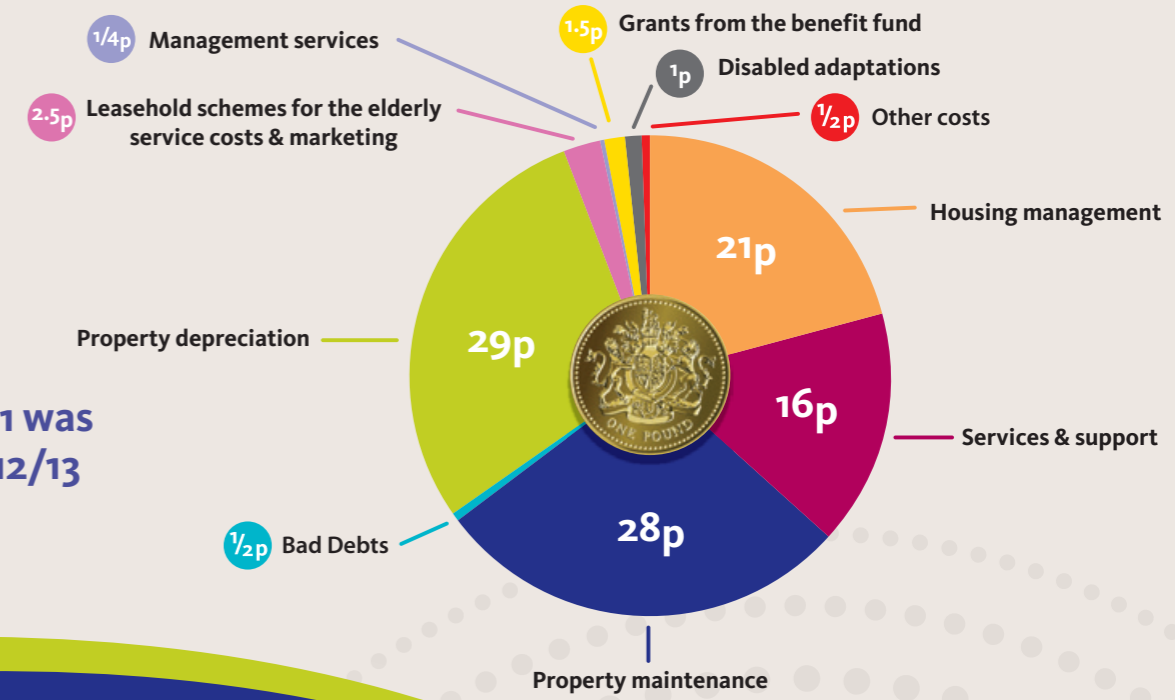 1/4p Management services
1.5p Grants from the benefit fund
1p Disabled adaptations
2.5p Leasehold schemes for the elderly
service costs & marketing
1/2p Other costs
Housing management
21p
Property depreciation
29p
16p
1 was
12/13
Services & support
ONE POUND
28p
1/2p Bad Debts
Property maintenance